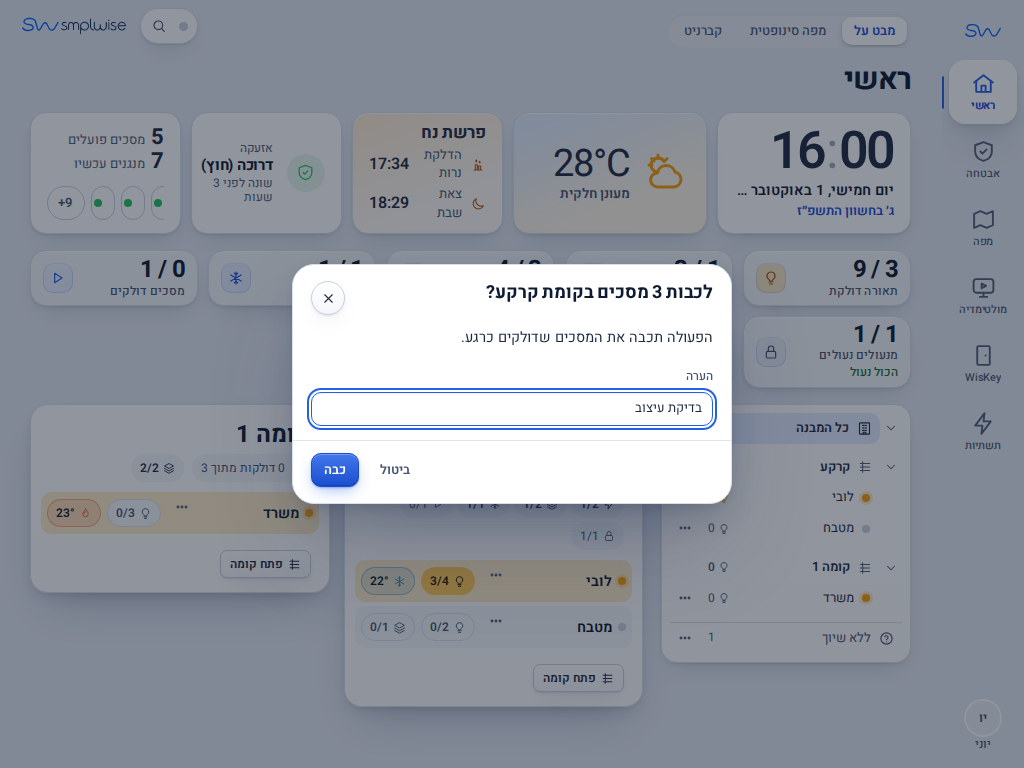 smplwise
מבט על
מפה סינופטית
קברניט
ראשי
ראשי
אבטחה
מפה
מולטימדיה
WisKey
תשתיות
יו
יוני
16:00
יום חמישי, 1 באוקטובר ...
ג׳ בחשוון התשפ״ז
28°C
מעונן חלקית
פרשת נח
הדלקת נרות
17:34
צאת שבת
18:29
אזעקה
דרוכה (חוץ)
שונה לפני 3 שעות
5 מסכים פועלים
7 מנגנים עכשיו
+9
9 / 3
תאורה דולקת
1 / 0
מסכים דולקים
1 / 1
מנעולים נעולים
הכול נעול
לכבות 3 מסכים בקומת קרקע?
הפעולה תכבה את המסכים שדולקים כרגע.
הערה
בדיקת עיצוב
ביטול
כבה
כל המבנה
קרקע
לובי
מטבח
0
קומה 1
0
משרד
0
ללא שיוך
1
1/1
לובי
3/4
22°
מטבח
0/2
0/1
פתח קומה
0 דולקות מתוך 3
2/2
משרד
0/3
23°
פתח קומה